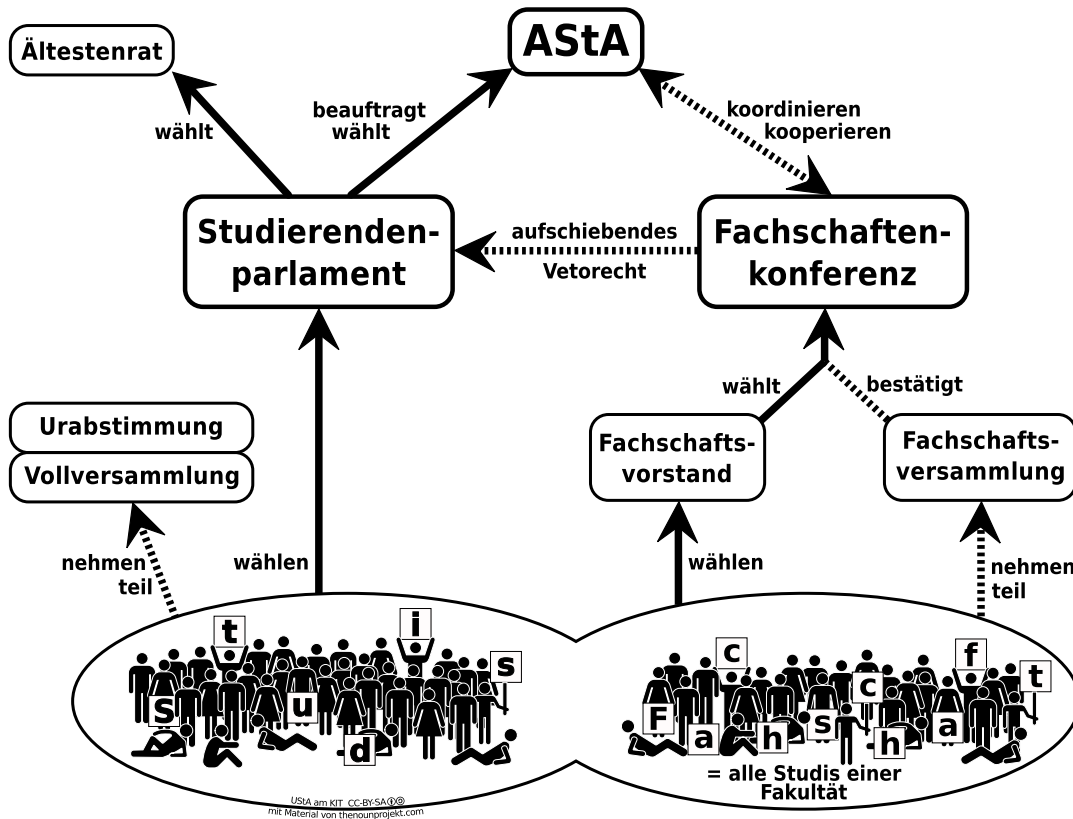 AStA
Ältestenrat
beauftragt
wählt
wählt
koordinieren
kooperieren
Studierenden-
parlament
aufschiebendes
Vetorecht
Fachschaften-
konferenz
wählt
bestätigt
Urabstimmung
Vollversammlung
Fachschafts-
vorstand
Fachschafts-
versammlung
nehmen
teil
wählen
wählen
nehmen
teil
S t u d i s
F a c h s c h a f t
= alle Studis einer
Fakultät
UStA am KIT CC-BY-SA
mit Material von thenounprojekt.com